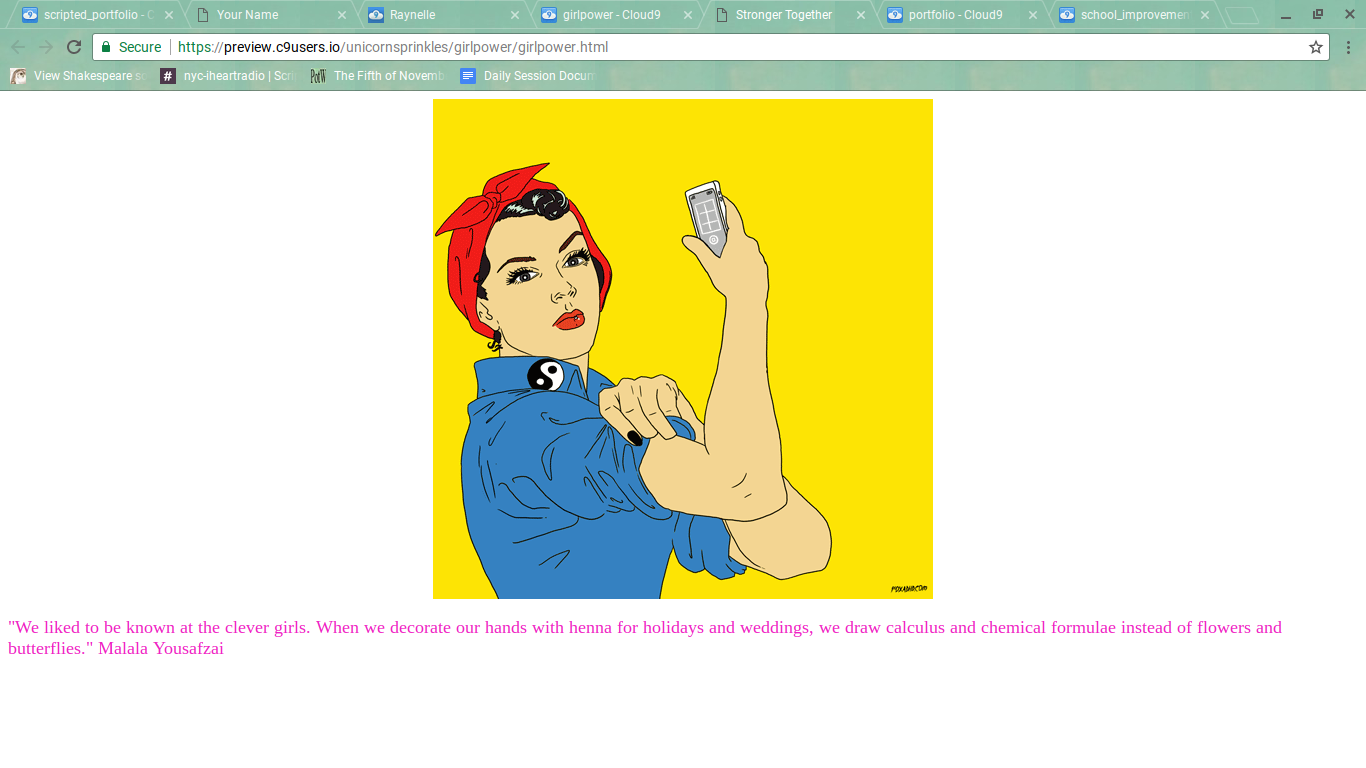 scripted_portfolio - C
Your Name
Raynelle
girlpower - Cloud9
Stronger Together
portfolio - Cloud9
school_improvemen
Secure
https://preview.c9users.io/unicornsprinkles/girlpower/girlpower.html
View Shakespeare so
nyc-iheartradio | Scri
The Fifth of Novemb
Daily Session Docum
"We liked to be known at the clever girls. When we decorate our hands with henna for holidays and weddings, we draw calculus and chemical formulae instead of flowers and
butterflies." Malala Yousafzai